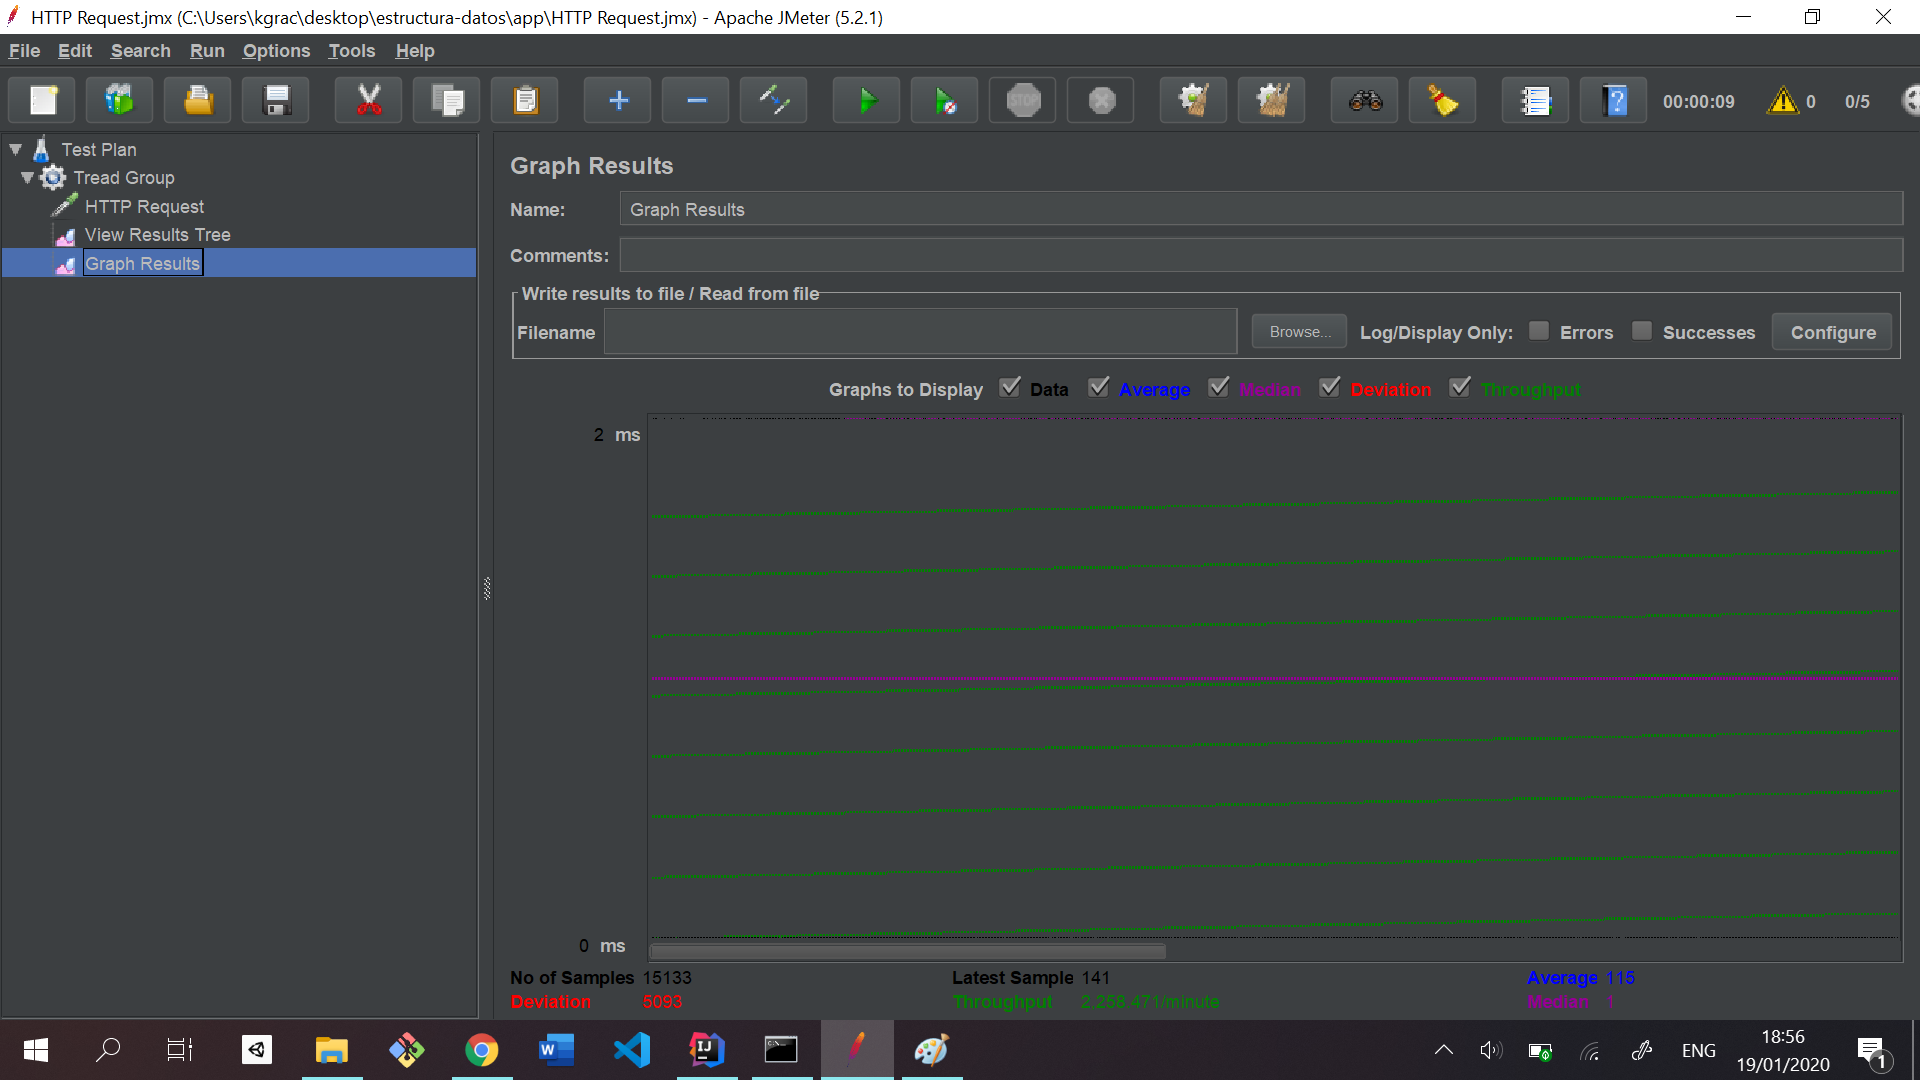 HTTP Request.jmx (C:\Users\kgrac\desktop\estructura-datos\app\HTTP Request.jmx) - Apache JMeter (5.2.1)
File Edit Search Run Options Tools Help
STOP 00:00:09 0 0/5
Test Plan
Tread Group
HTTP Request
View Results Tree
Graph Results
Graph Results
Name: Graph Results
Comments:
Write results to file / Read from file
Filename Browse... Log/Display Only: Errors Successes Configure
Graphs to Display Data Average Median Deviation Throughput
2 ms
0 ms
No of Samples 15133 Latest Sample 141 Average 115
Deviation 5093 Throughput 2,258.471/minute Median 1
ENG
18:56
19/01/2020
1